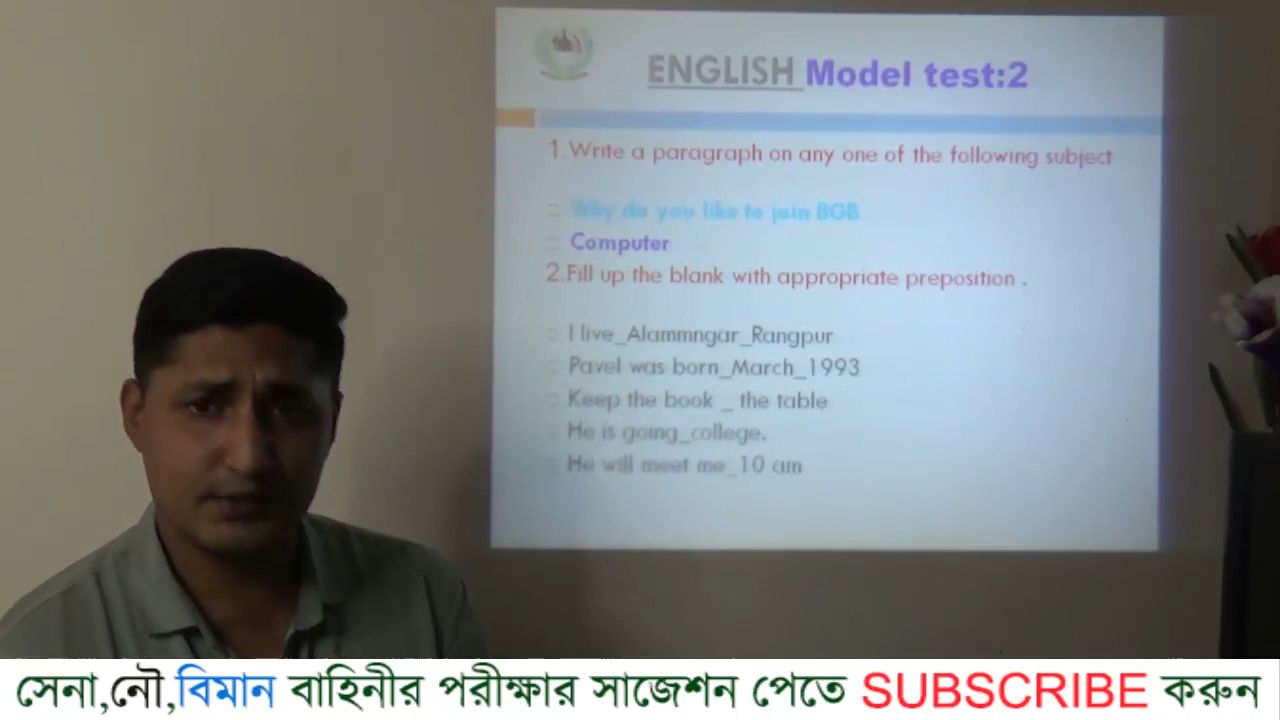 ENGLISH Model test:2
1.Write a paragraph on any one of the following subject
Why do you like to join BGB
Computer
2.Fill up the blank with appropriate preposition .
I live_Alammngar_Rangpur
Pavel was born_March_1993
Keep the book _ the table
He is going_college.
He will meet me_10 am
সেনা,নৌ,বিমান বাহিনীর পরীক্ষার সাজেশন পেতে SUBSCRIBE করুন